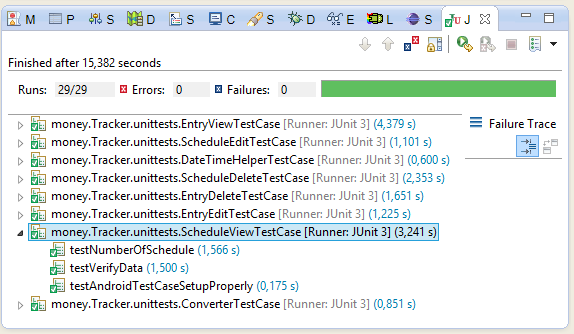 M P S D S S D E L S J
Finished after 15,382 seconds
Runs: 29/29 Errors: 0 Failures: 0
money.Tracker.unittests.EntryViewTestCase [Runner: JUnit 3] (4,379 s)
Failure Trace
money.Tracker.unittests.ScheduleEditTestCase [Runner: JUnit 3] (1,101 s)
money.Tracker.unittests.DateTimeHelperTestCase [Runner: JUnit 3] (0,600 s)
money.Tracker.unittests.ScheduleDeleteTestCase [Runner: JUnit 3] (2,353 s)
money.Tracker.unittests.EntryDeleteTestCase [Runner: JUnit 3] (1,651 s)
money.Tracker.unittests.EntryEditTestCase [Runner: JUnit 3] (1,225 s)
money.Tracker.unittests.ScheduleViewTestCase [Runner: JUnit 3] (3,241 s)
testNumberOfSchedule (1,566 s)
testVerifyData (1,500 s)
testAndroidTestCaseSetupProperly (0,175 s)
money.Tracker.unittests.ConverterTestCase [Runner: JUnit 3] (0,851 s)